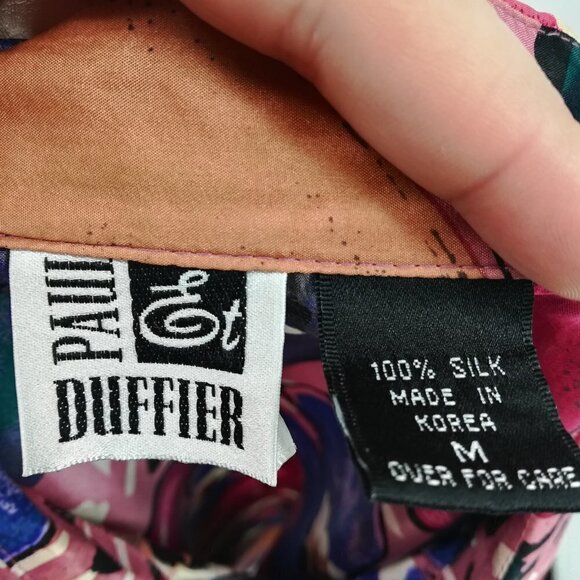 PAUL
Et
DUFFIER
100% SILK
MADE IN
KOREA
M
OVER FOR CARE